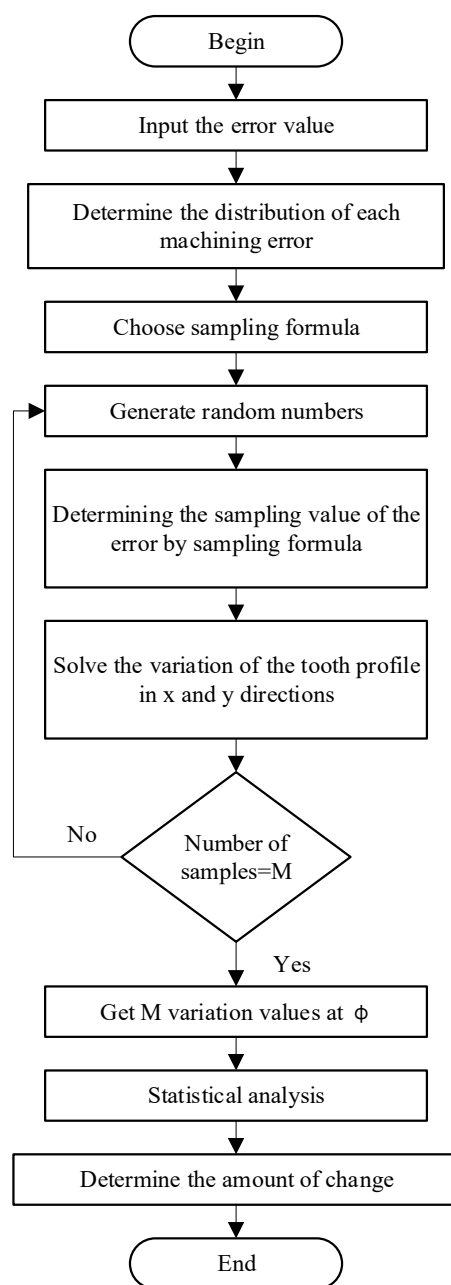 Begin
Input the error value
Determine the distribution of each
machining error
Choose sampling formula
Generate random numbers
Determining the sampling value of the
error by sampling formula
Solve the variation of the tooth profile
in x and y directions
No
Number of
samples=M
Yes
Get M variation values at ϕ
Statistical analysis
Determine the amount of change
End